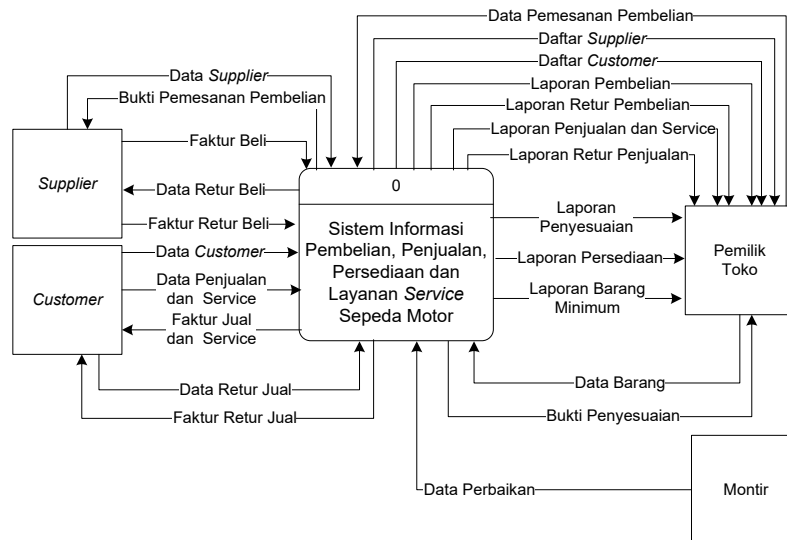 Data Pemesanan Pembelian
Daftar Supplier
Daftar Customer
Laporan Pembelian
Laporan Retur Pembelian
Laporan Penjualan dan Service
Laporan Retur Penjualan
Data Supplier
Bukti Pemesanan Pembelian
Faktur Beli
Supplier
Data Retur Beli
Faktur Retur Beli
Data Customer
Customer
Data Penjualan
dan Service
Faktur Jual
dan Service
Data Retur Jual
Faktur Retur Jual
0
Sistem Informasi
Pembelian, Penjualan,
Persediaan dan
Layanan Service
Sepeda Motor
Laporan
Penyesuaian
Laporan Persediaan
Laporan Barang
Minimum
Pemilik
Toko
Data Barang
Bukti Penyesuaian
Data Perbaikan
Montir